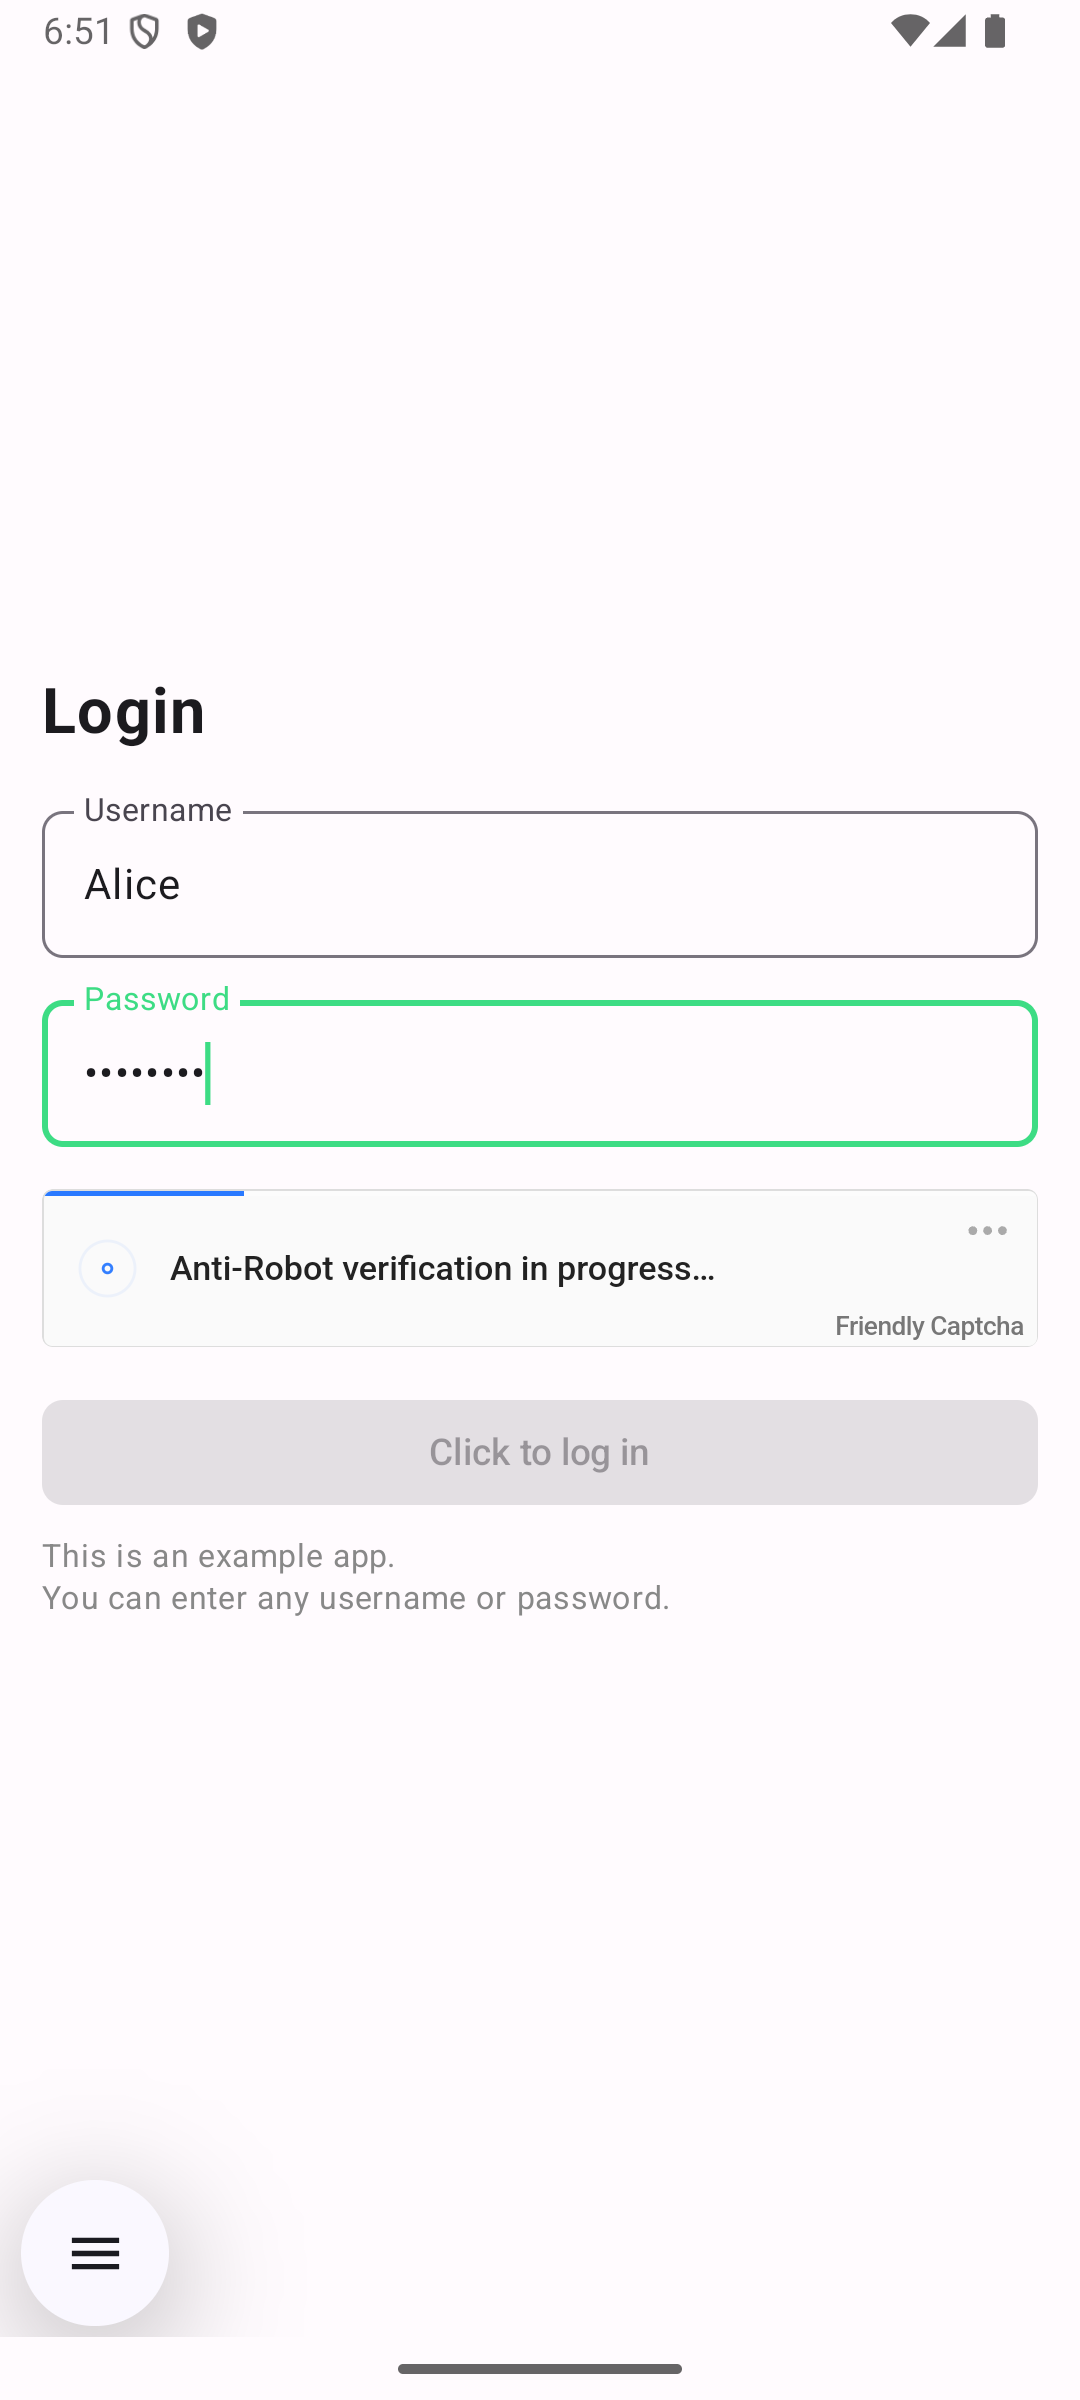 6:51
Login
Username
Alice
Password
••••••••
Anti-Robot verification in progress...
Friendly Captcha
Click to log in
This is an example app.
You can enter any username or password.